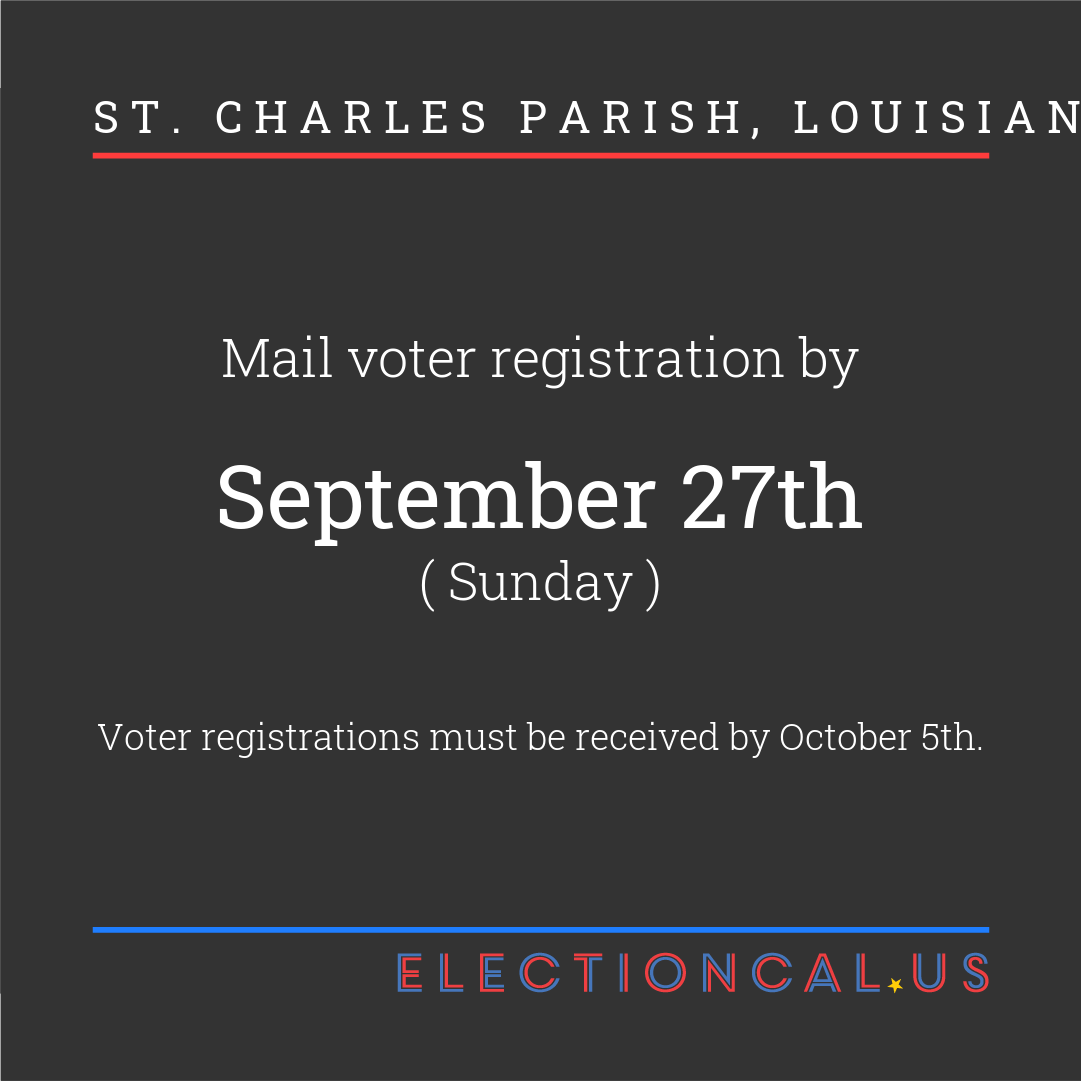 ST. CHARLES PARISH, LOUISIAN
Mail voter registration by
September 27th
( Sunday )
Voter registrations must be received by October 5th.
ELECTIONCAL.US